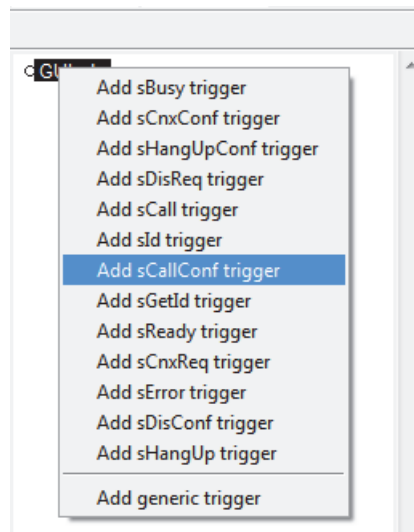 Add sBusy trigger
Add sCnxConf trigger
Add sHangUpConf trigger
Add sDisReq trigger
Add sCall trigger
Add sId trigger
Add sCallConf trigger
Add sGetId trigger
Add sReady trigger
Add sCnxReq trigger
Add sError trigger
Add sDisConf trigger
Add sHangUp trigger
Add generic trigger